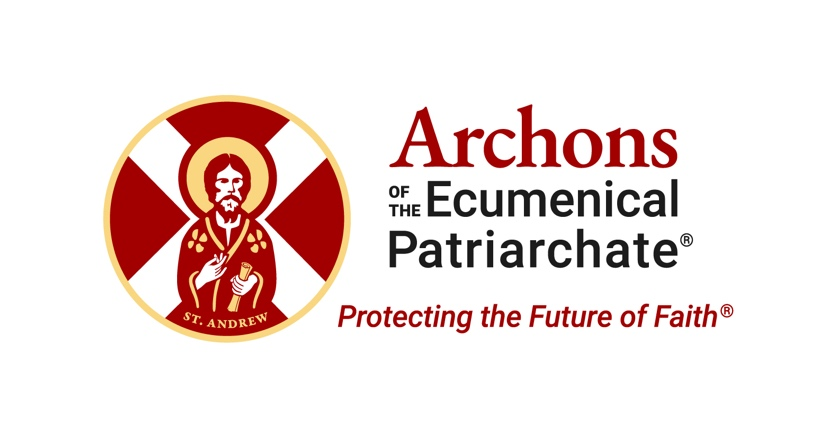 ST. ANDREW
Archons
OF THE Ecumenical
Patriarchate®
Protecting the Future of Faith®